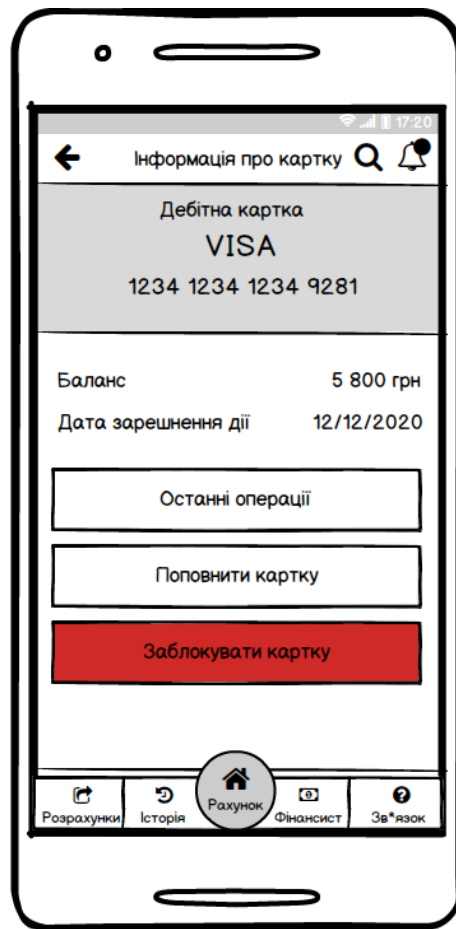 17:20
Інформація про картку
Дебітна картка
VISA
1234 1234 1234 9281
Баланс 5 800 грн
Дата зарешнення дії 12/12/2020
Останні операції
Поповнити картку
Заблокувати картку
Розрахунки Історія Рахунок Фінансист Зв*язок